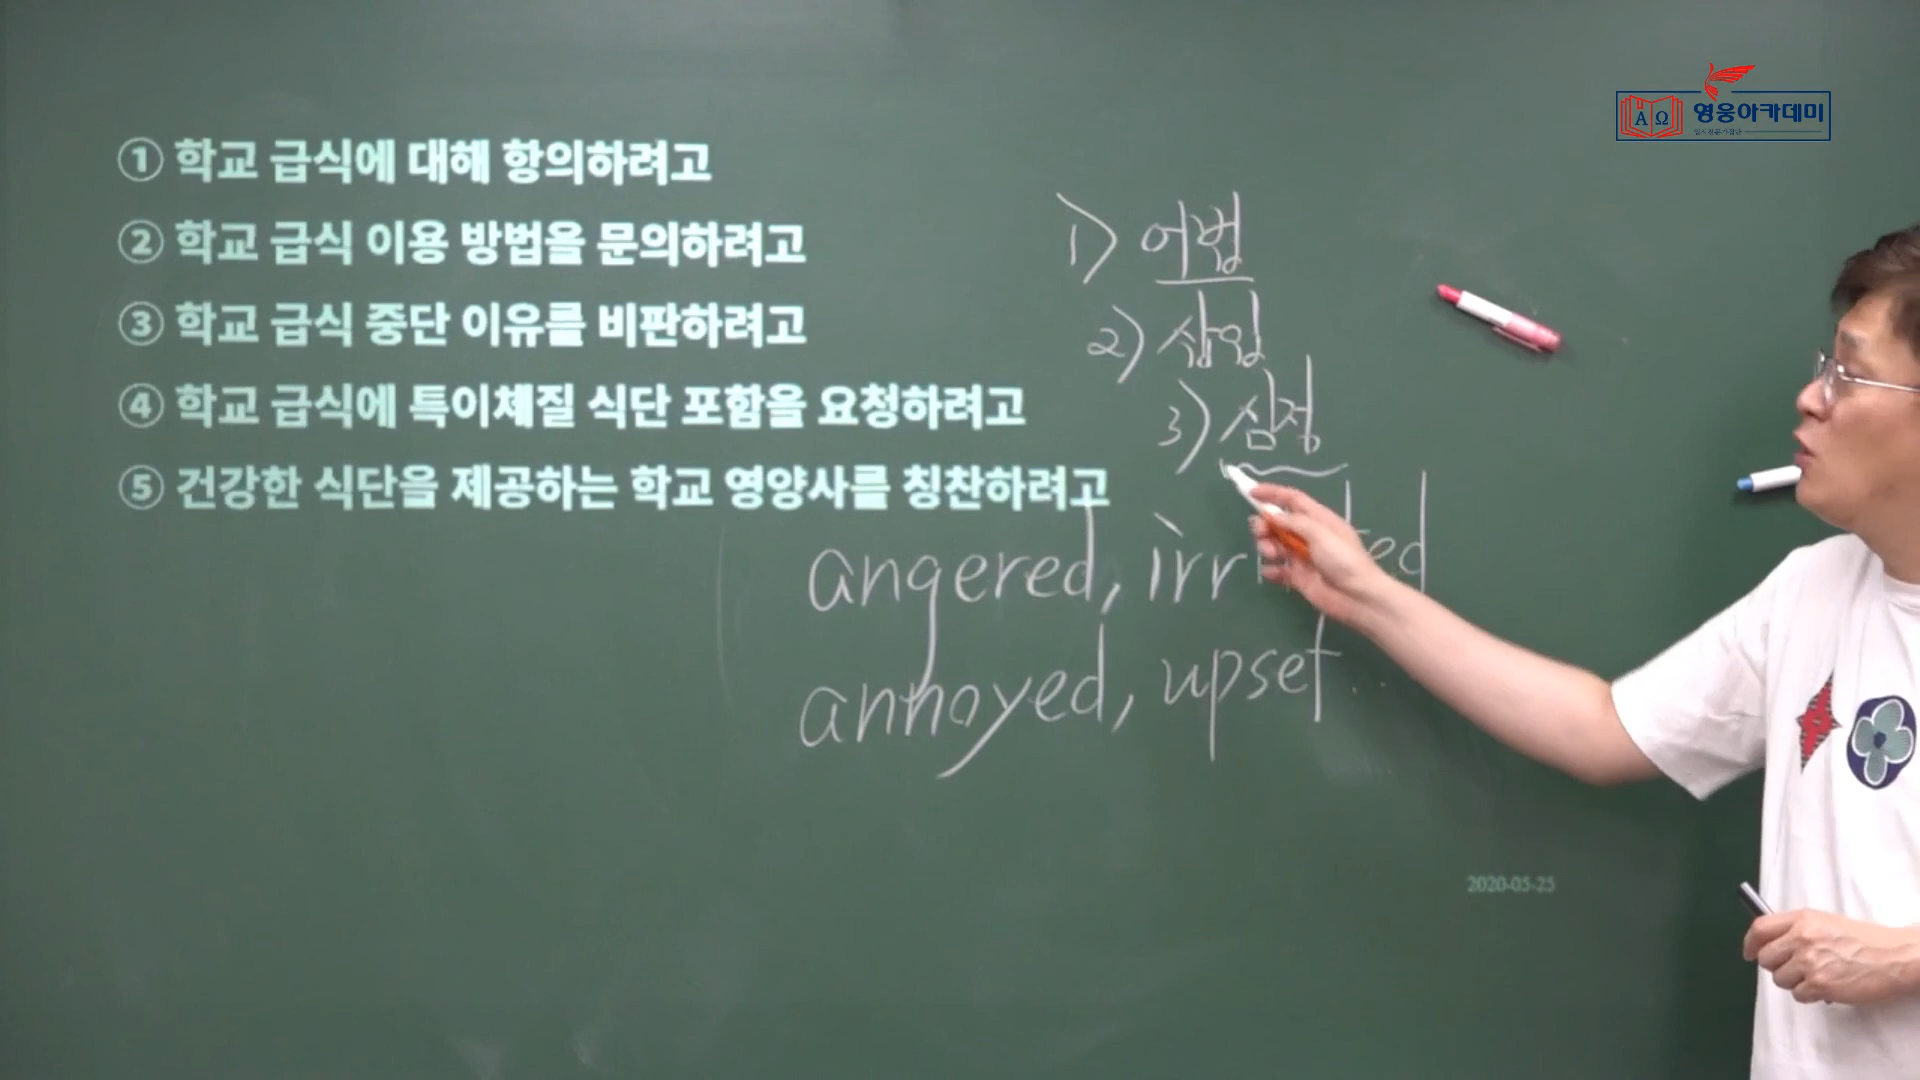 영웅아카데미
① 학교 급식에 대해 항의하려고
② 학교 급식 이용 방법을 문의하려고
③ 학교 급식 중단 이유를 비판하려고
④ 학교 급식에 특이체질 식단 포함을 요청하려고
⑤ 건강한 식단을 제공하는 학교 영양사를 칭찬하려고
1) 어법
2) 삽입
3) 심정
angered,
annoyed, upset...
2020-05-25